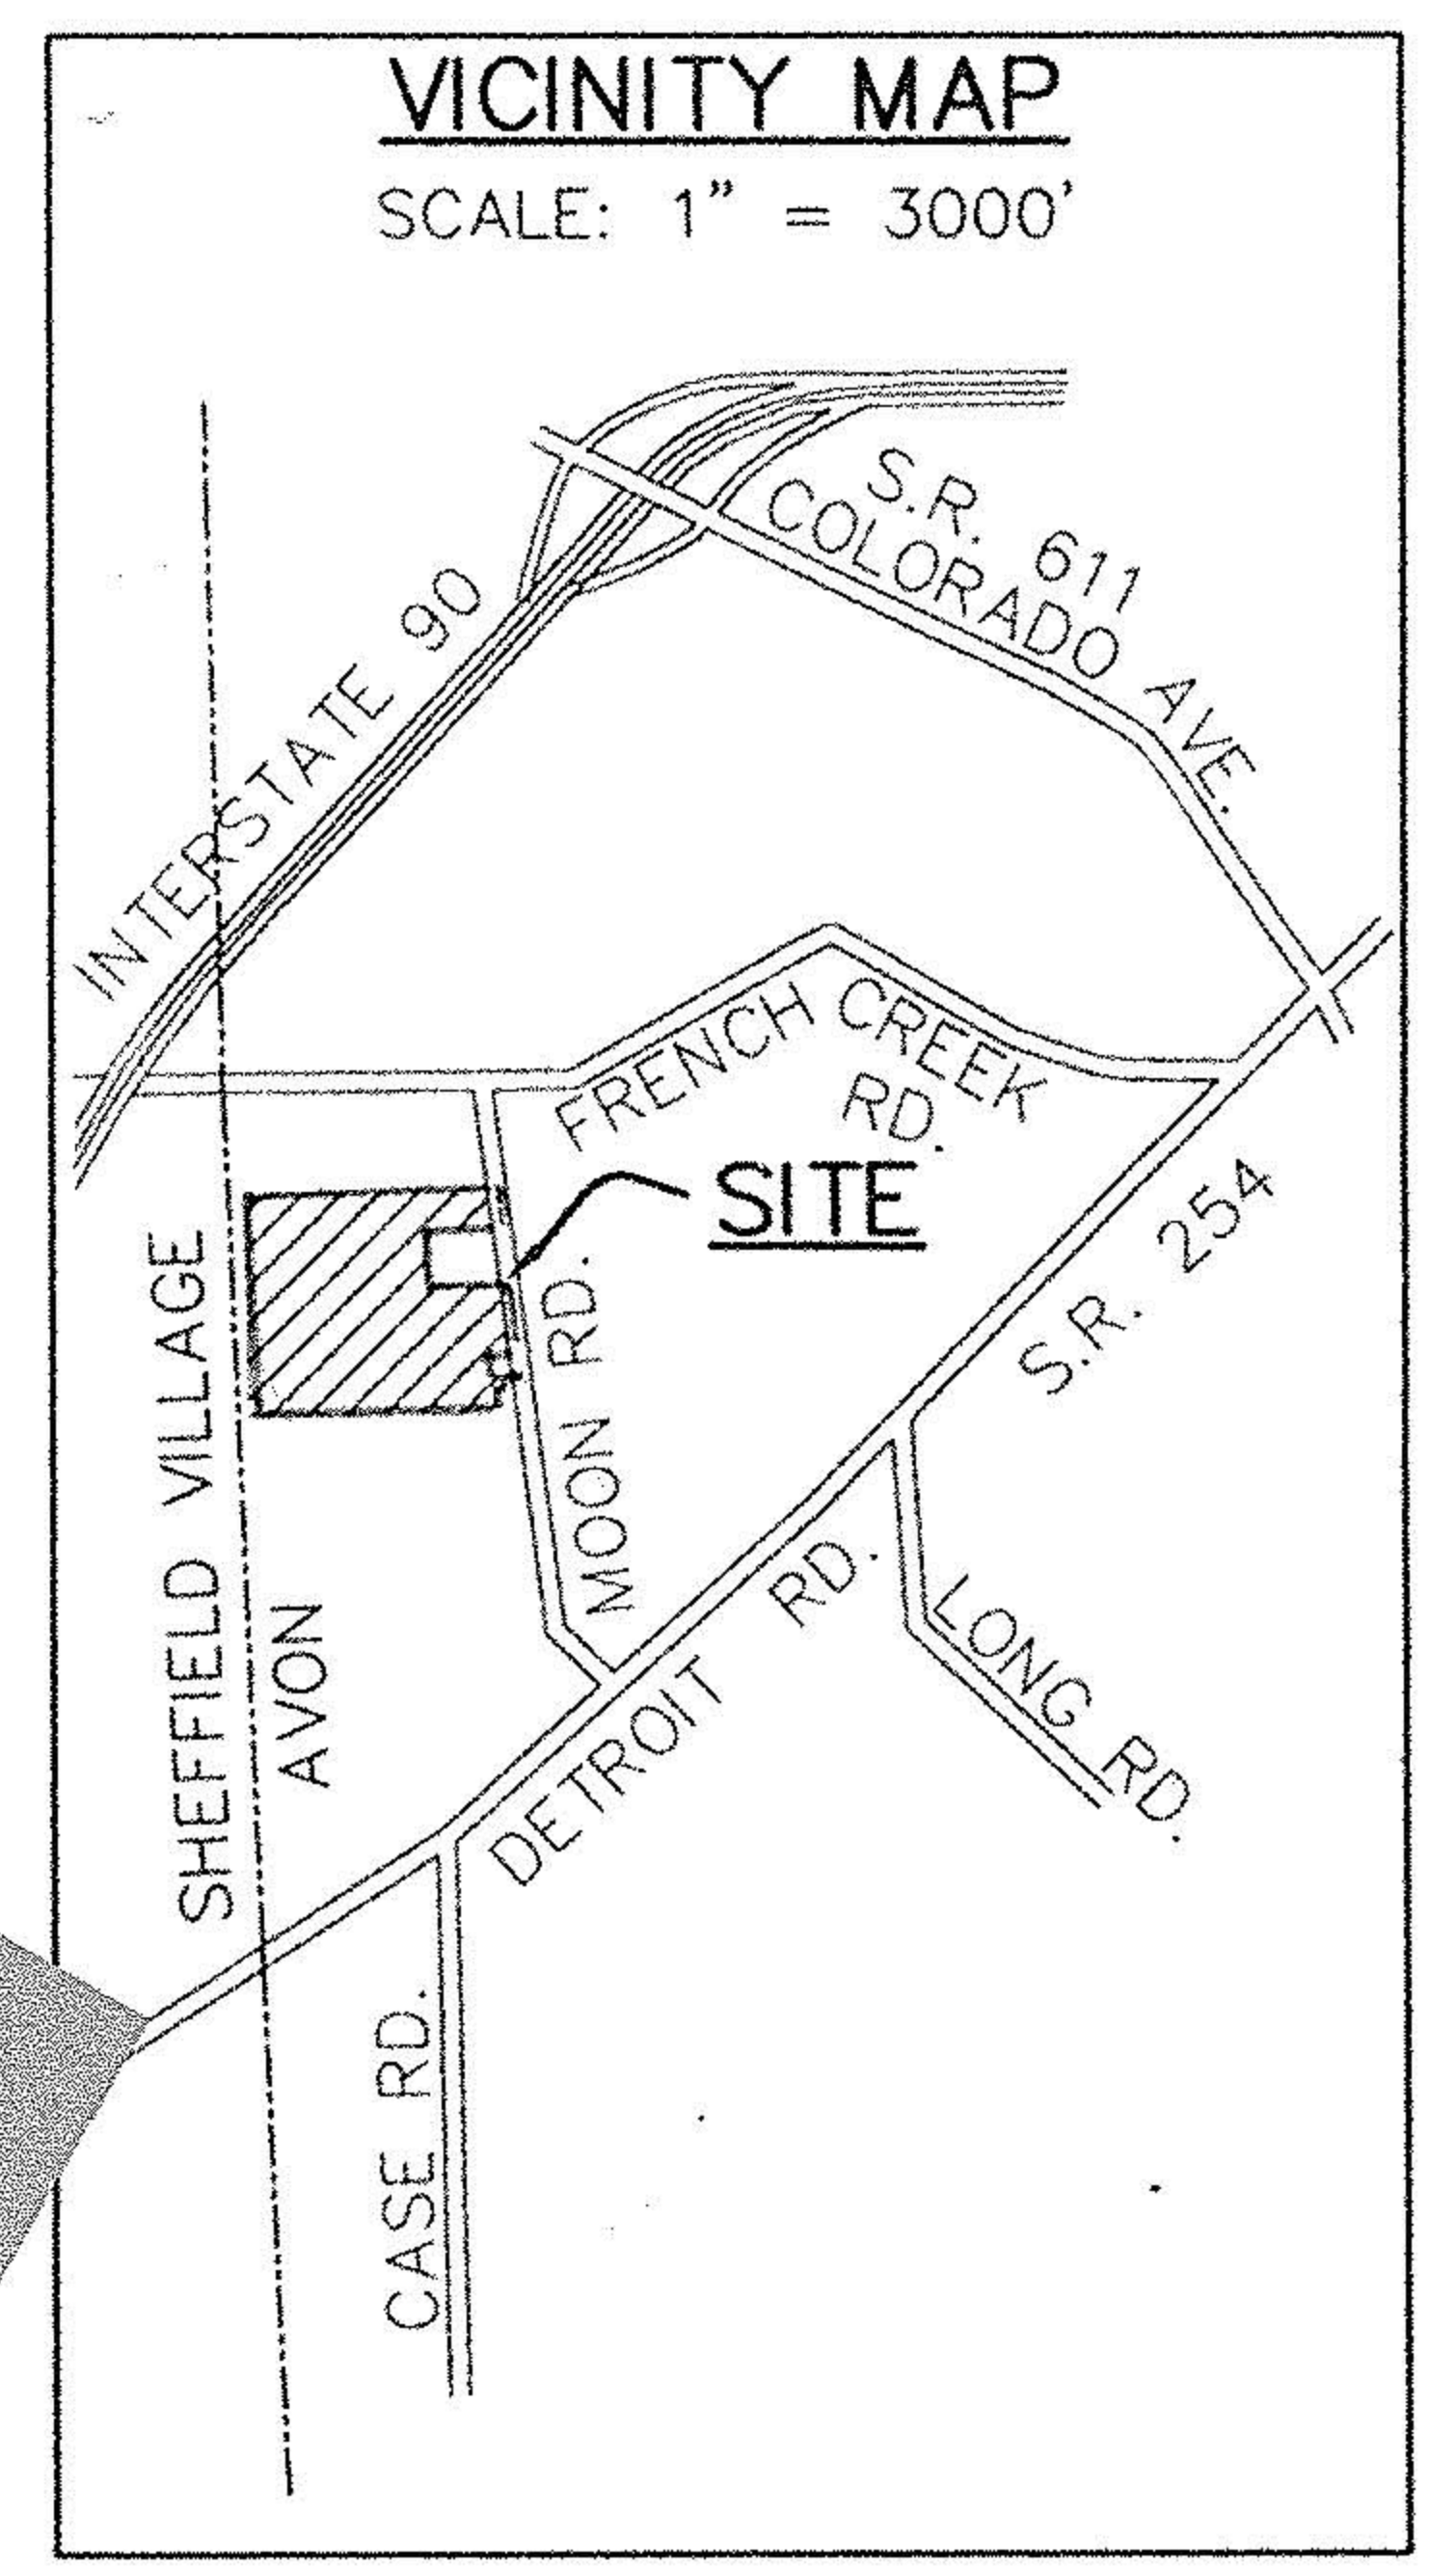 VICINITY MAP
SCALE: 1" = 3000'
S.R. 611
COLORADO AVE.
INTERSTATE 90
FRENCH CREEK
RD.
SITE
S.R. 254
MOON RD.
SHEFFIELD VILLAGE
AVON
DETROIT RD.
LONG RD.
CASE RD.